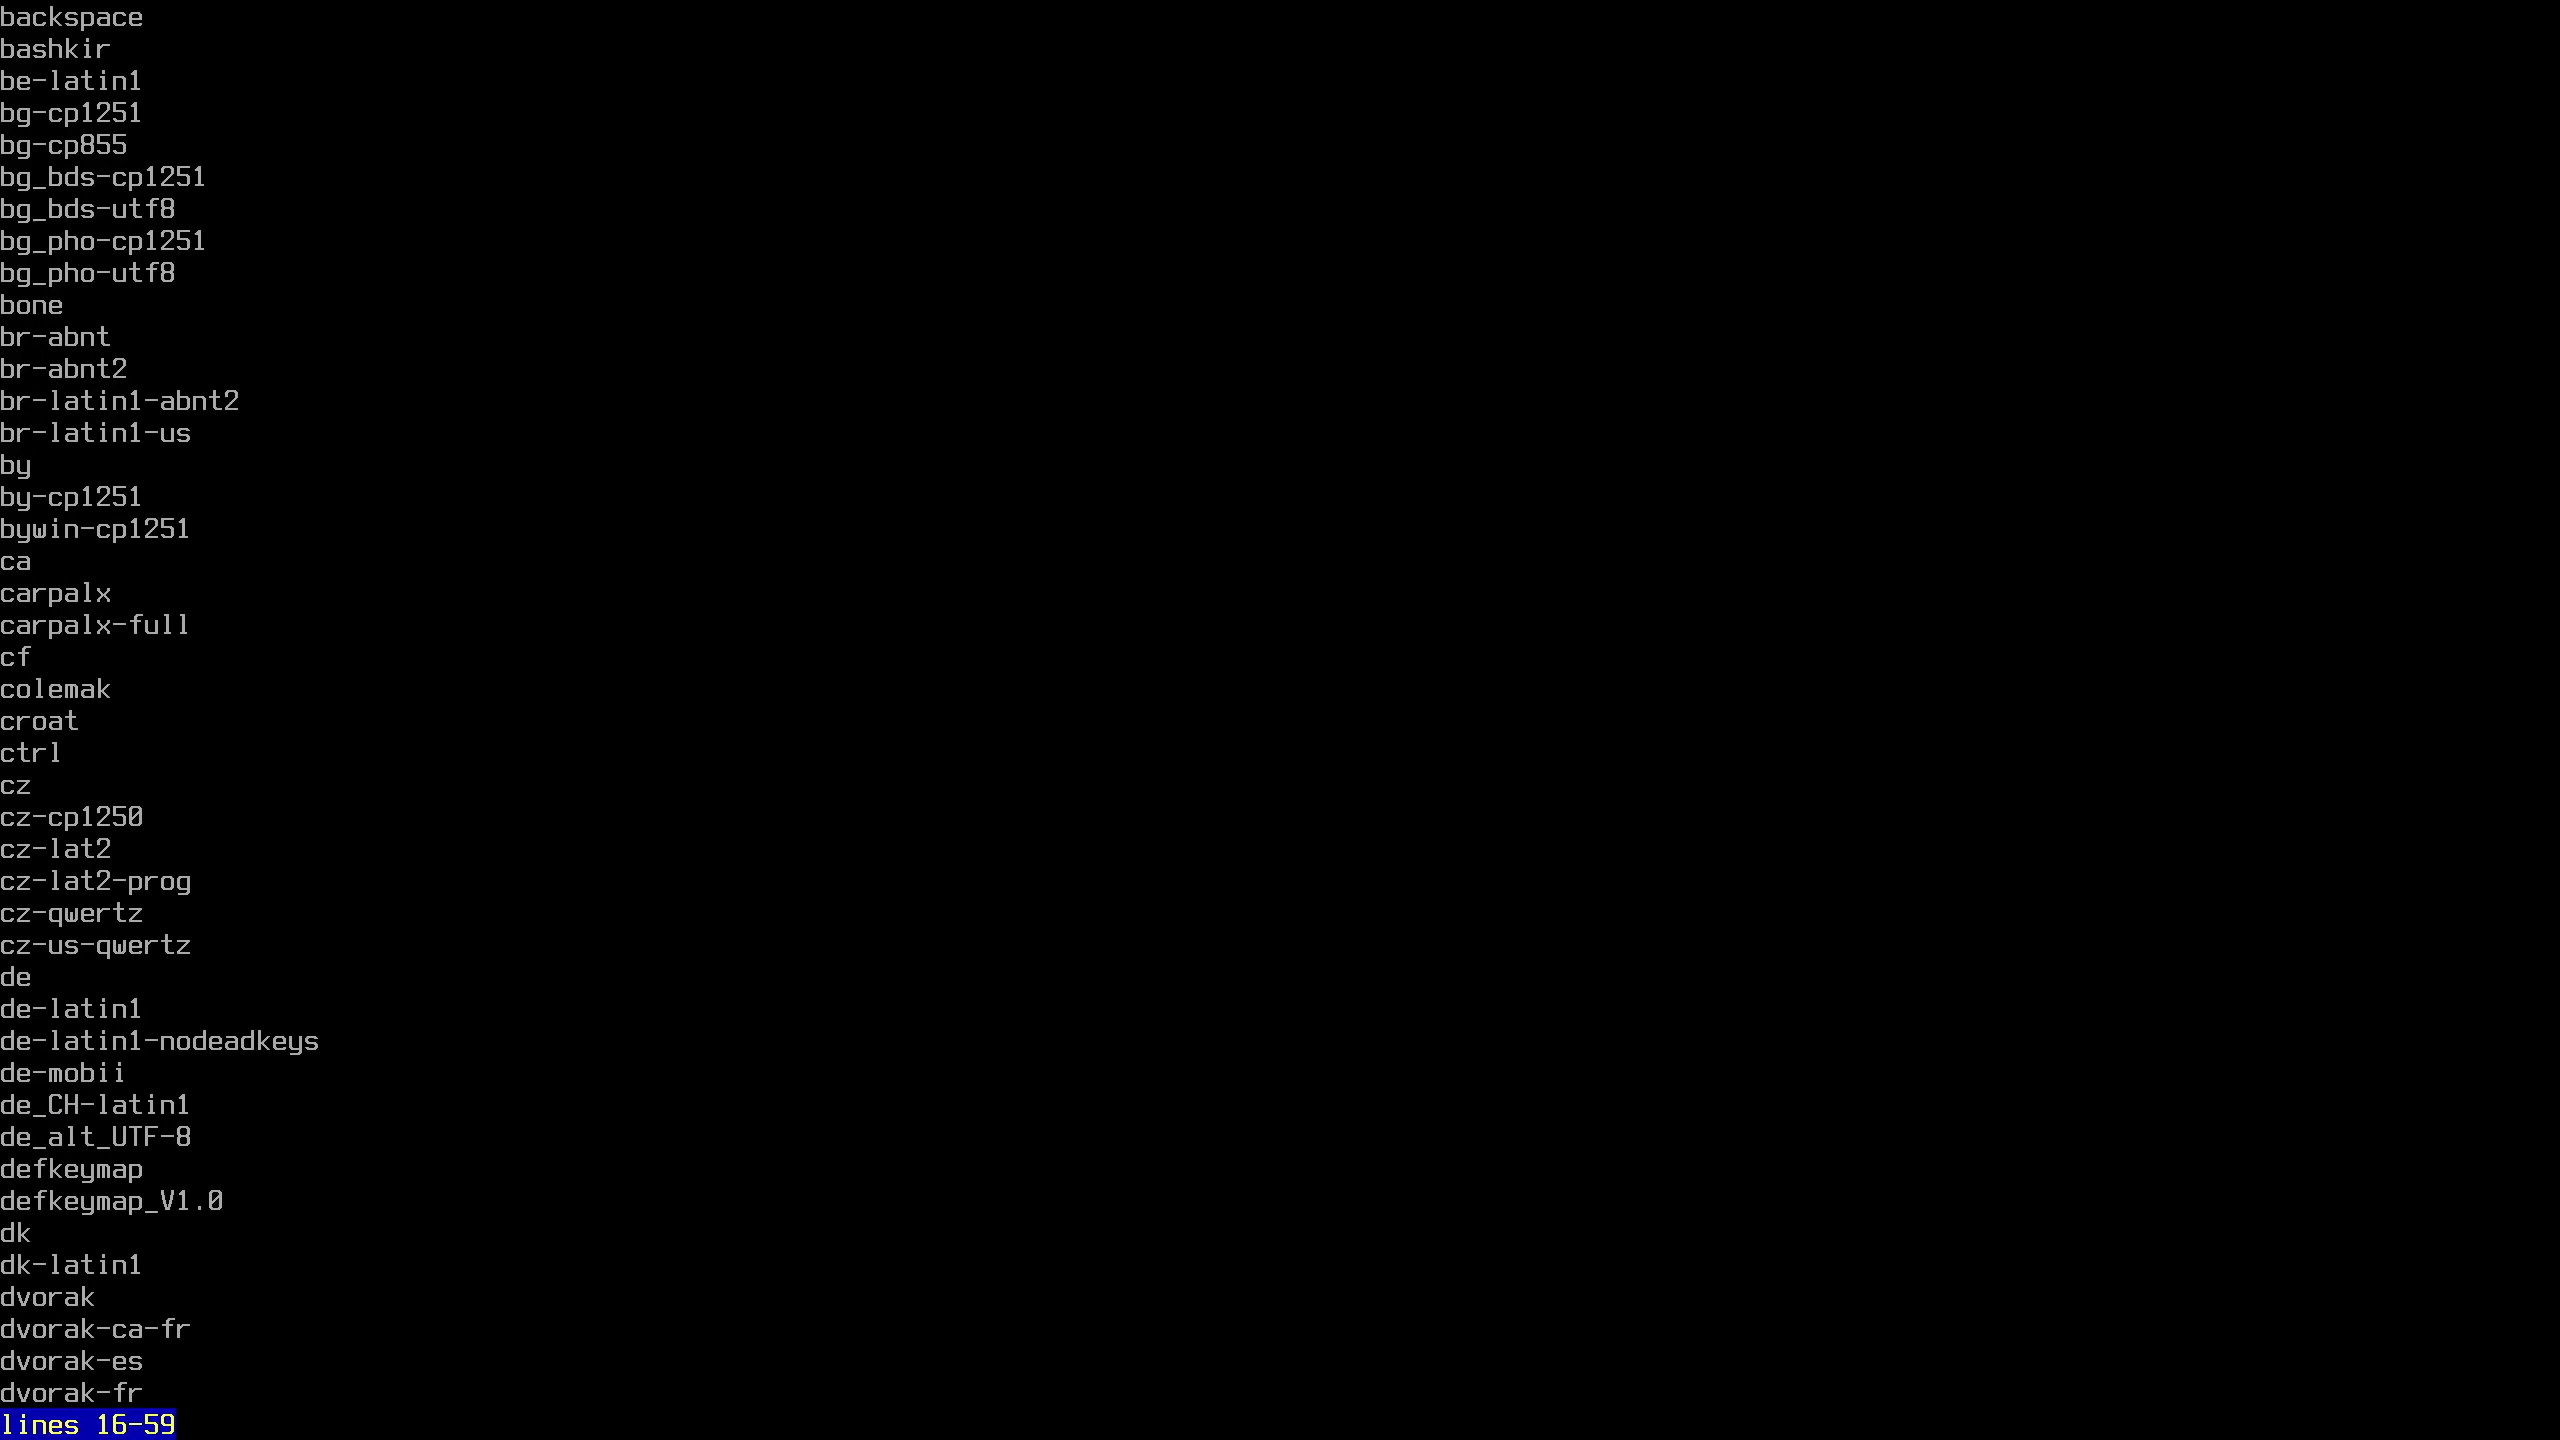 backspace
bashkir
be-latin1
bg-cp1251
bg-cp855
bg_bds-cp1251
bg_bds-utf8
bg_pho-cp1251
bg_pho-utf8
bone
br-abnt
br-abnt2
br-latin1-abnt2
br-latin1-us
by
by-cp1251
bywin-cp1251
ca
carpalx
carpalx-full
cf
colemak
croat
ctrl
cz
cz-cp1250
cz-lat2
cz-lat2-prog
cz-qwertz
cz-us-qwertz
de
de-latin1
de-latin1-nodeadkeys
de-mobii
de_CH-latin1
de_alt_UTF-8
defkeymap
defkeymap_V1.0
dk
dk-latin1
dvorak
dvorak-ca-fr
dvorak-es
dvorak-fr
lines 16-59